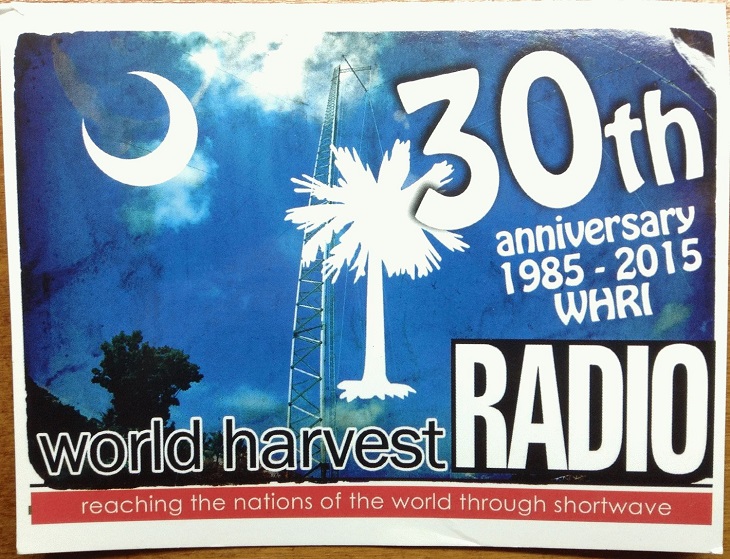 30th
anniversary
1985 - 2015
WHRI
world harvest RADIO
reaching the nations of the world through shortwave